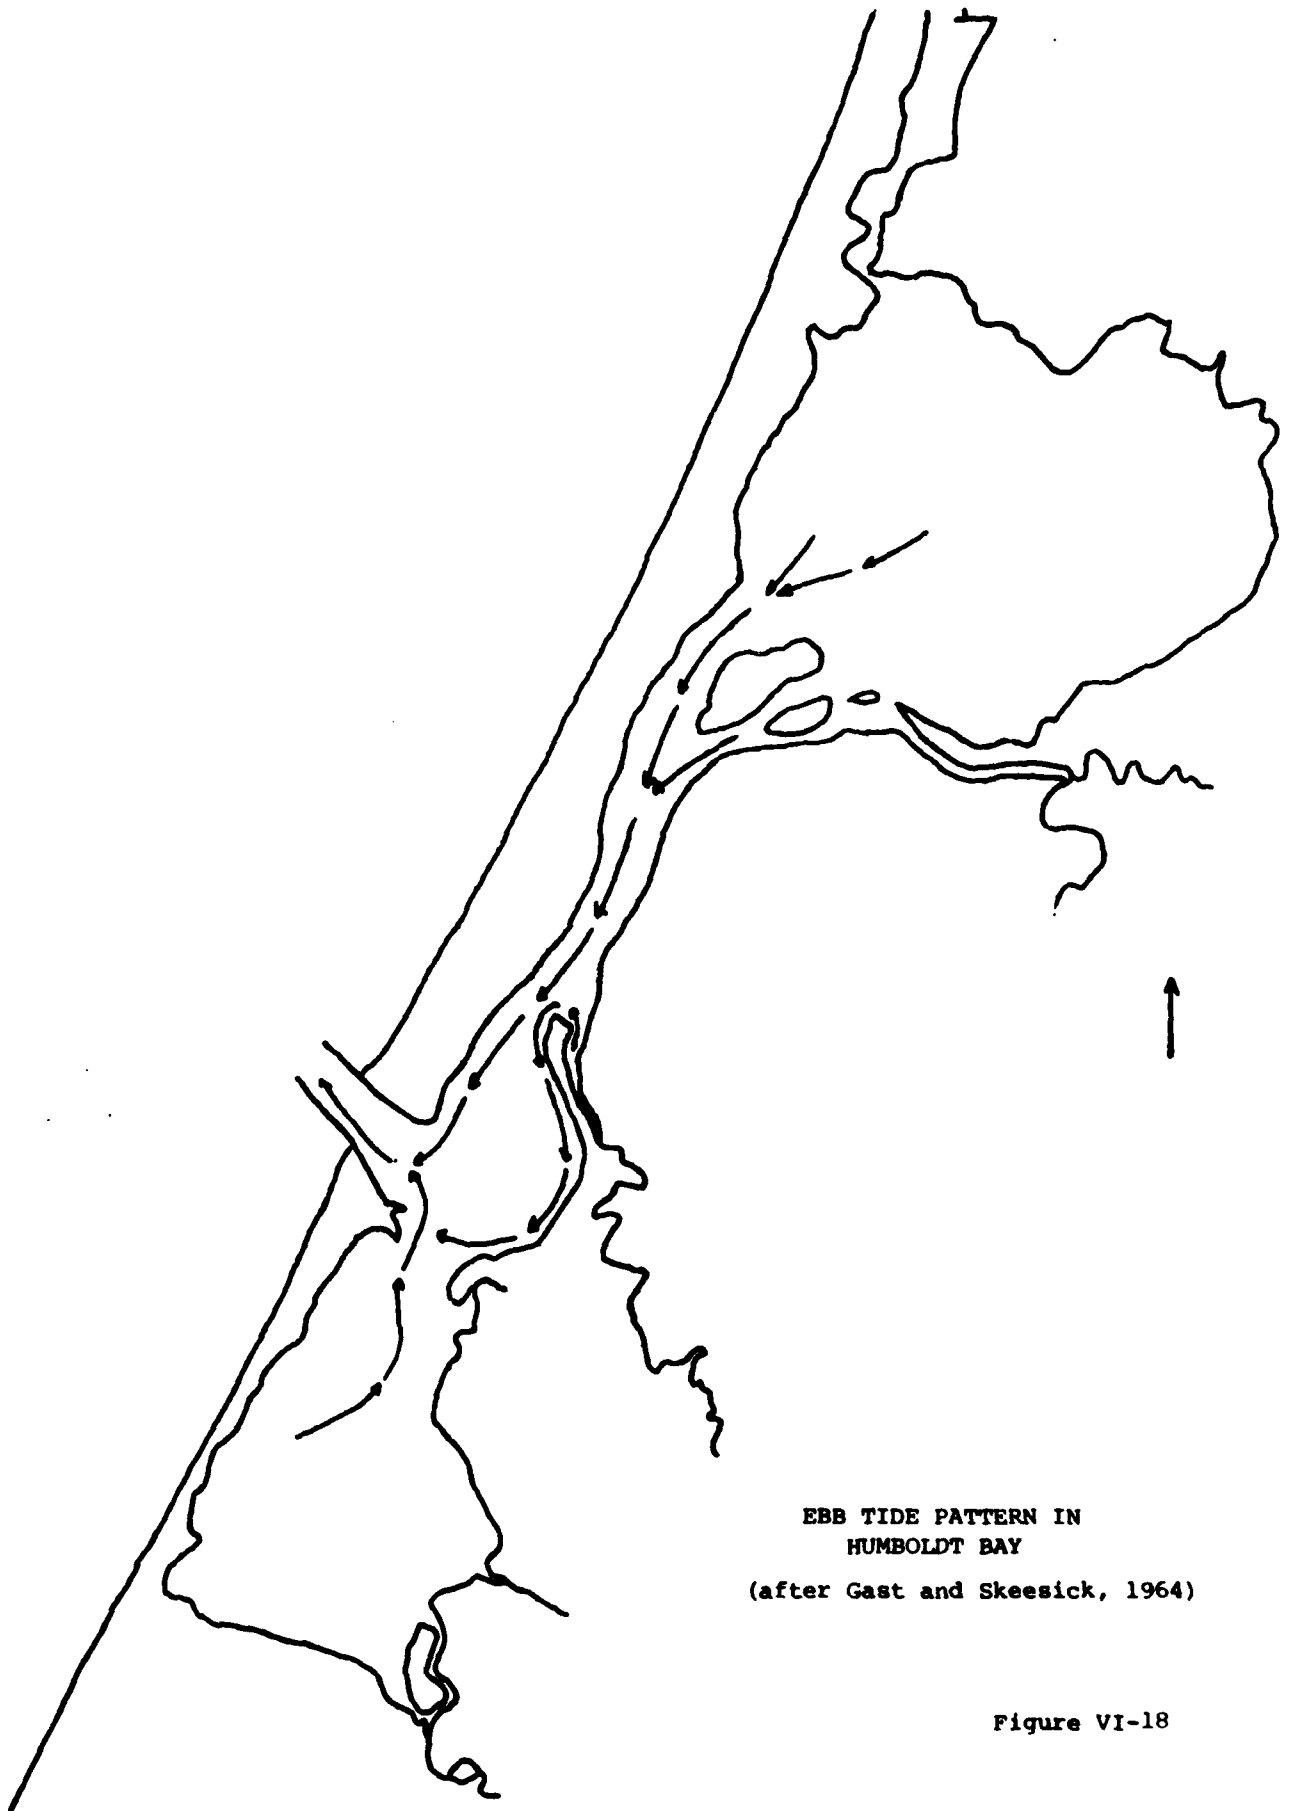 EBB TIDE PATTERN IN
HUMBOLDT BAY
(after Gast and Skeesick, 1964)
Figure VI-18